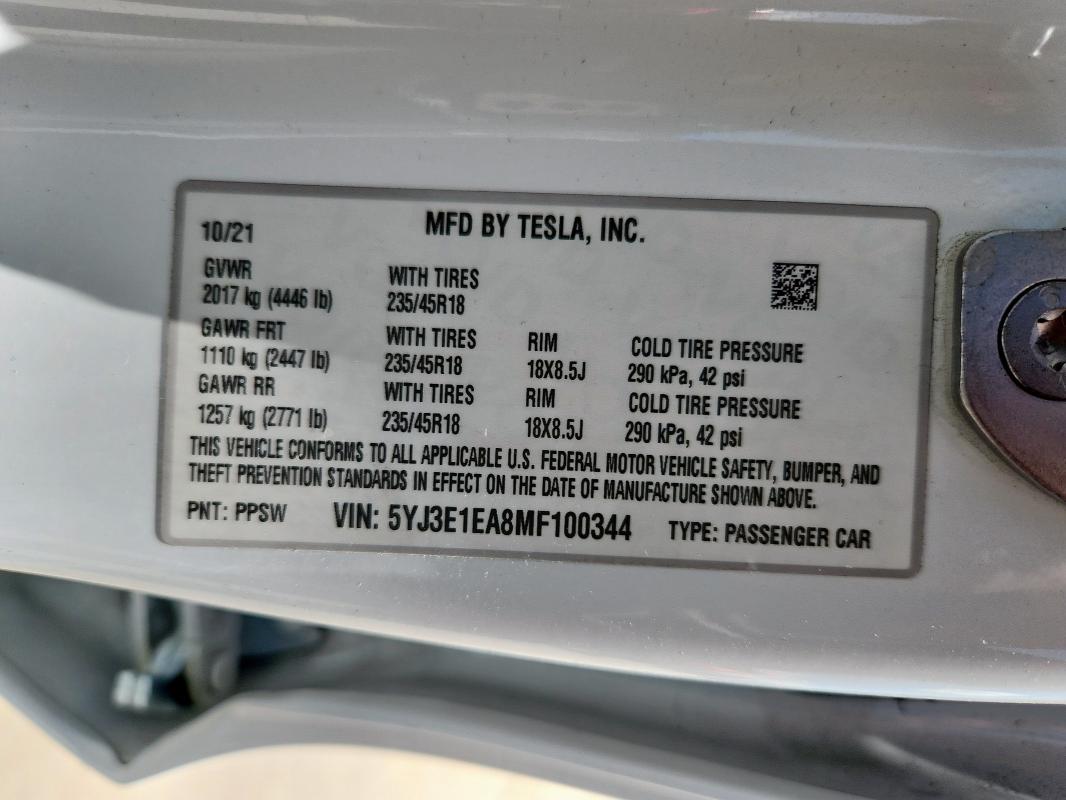 MFD BY TESLA, INC.
10/21
GVWR
2017 kg (4446 lb)
WITH TIRES
235/45R18
GAWR FRT
1110 kg (2447 lb)
WITH TIRES
235/45R18
RIM
18X8.5J
COLD TIRE PRESSURE
290 kPa, 42 psi
GAWR RR
1257 kg (2771 lb)
WITH TIRES
235/45R18
RIM
18X8.5J
COLD TIRE PRESSURE
290 kPa, 42 psi
THIS VEHICLE CONFORMS TO ALL APPLICABLE U.S. FEDERAL MOTOR VEHICLE SAFETY, BUMPER, AND
THEFT PREVENTION STANDARDS IN EFFECT ON THE DATE OF MANUFACTURE SHOWN ABOVE.
PNT: PPSW VIN: 5YJ3E1EA8MF100344 TYPE: PASSENGER CAR